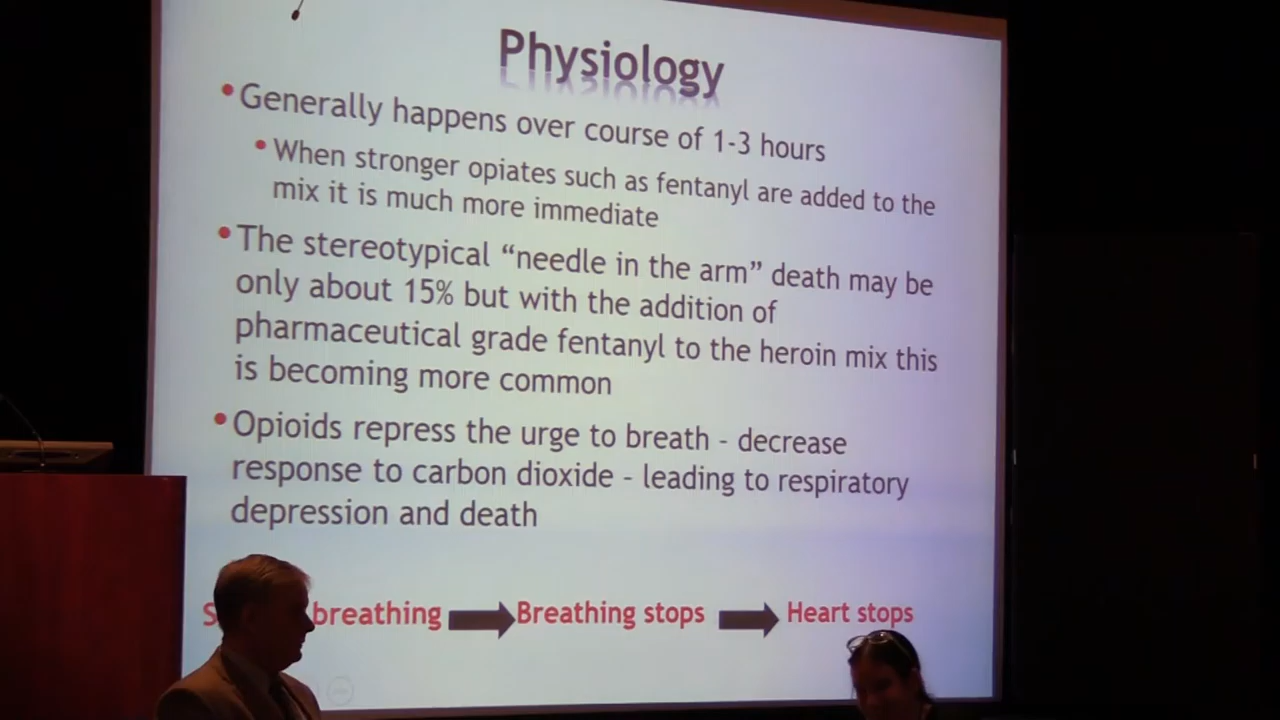 Physiology
• Generally happens over course of 1-3 hours
• When stronger opiates such as fentanyl are added to the
mix it is much more immediate
• The stereotypical “needle in the arm” death may be
only about 15% but with the addition of
pharmaceutical grade fentanyl to the heroin mix this
is becoming more common
• Opioids repress the urge to breath - decrease
response to carbon dioxide - leading to respiratory
depression and death
breathing Breathing stops Heart stops